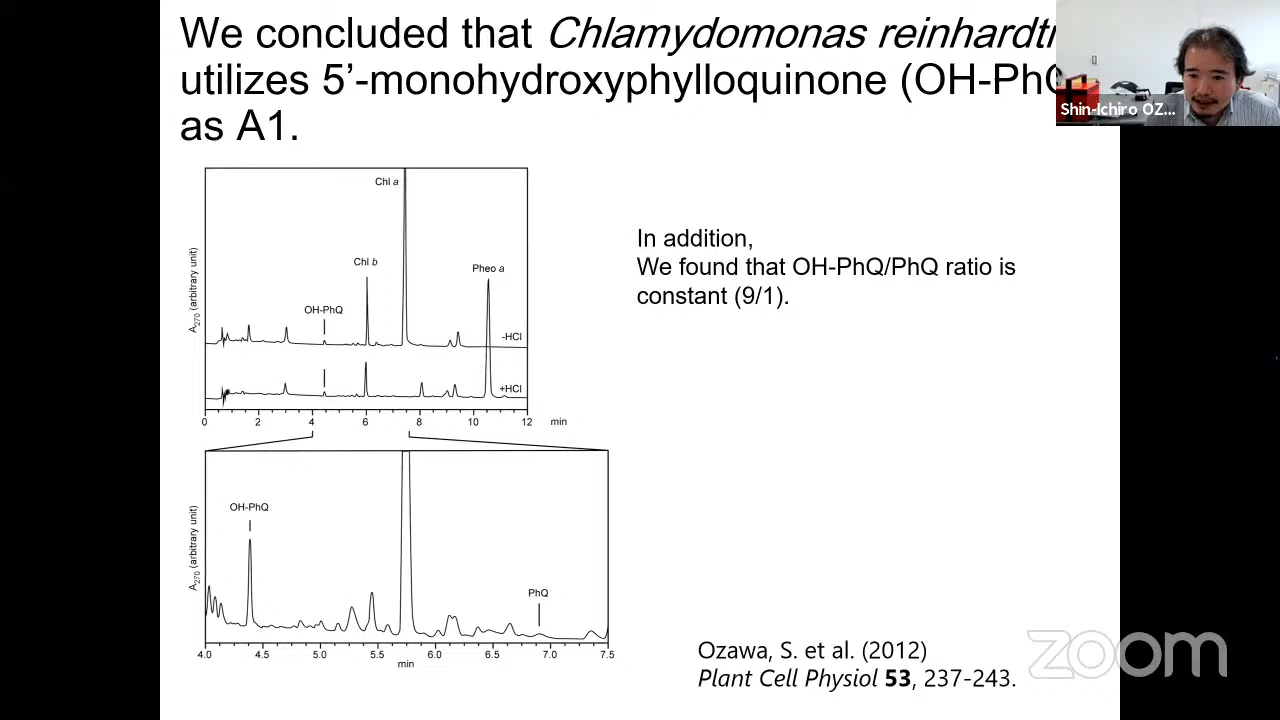 We concluded that Chlamydomonas reinhardt
utilizes 5'-monohydroxyphylloquinone (OH-PhQ
as A1.
Shin-Ichiro OZ...
Chl a
Chl b
Pheo a
OH-PhQ
-HCl
+HCl
A270 (arbitrary unit)
0 2 4 6 8 10 12 min
In addition,
We found that OH-PhQ/PhQ ratio is
constant (9/1).
OH-PhQ
PhQ
A270 (arbitrary unit)
4.0 4.5 5.0 5.5 6.0 6.5 7.0 7.5
min
Ozawa, S. et al. (2012)
Plant Cell Physiol 53, 237-243.
zoom